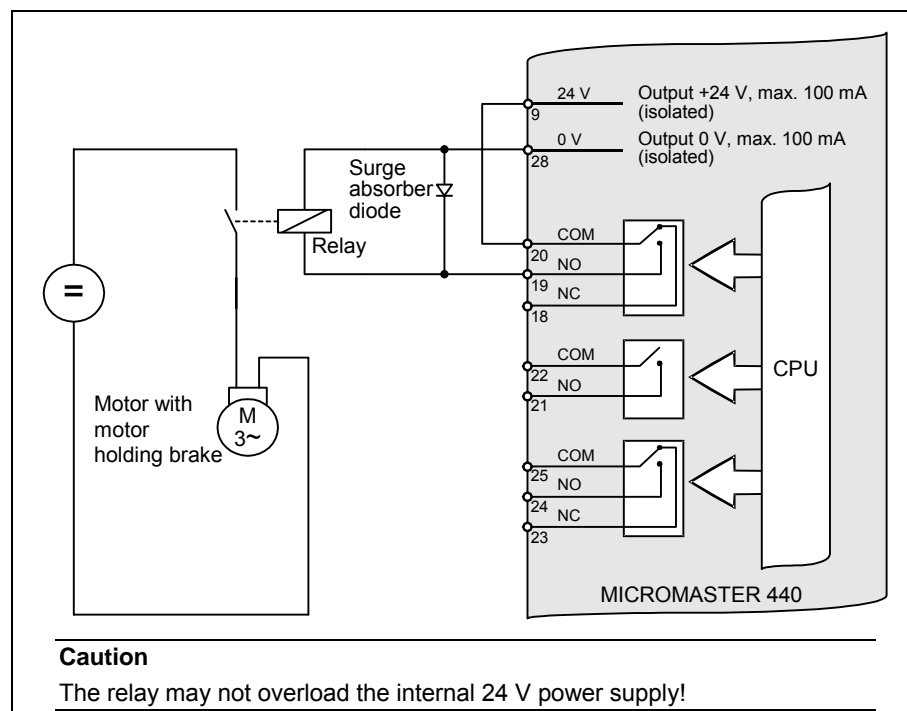 24 V
Output +24 V, max. 100 mA
(isolated)
9
0 V
Output 0 V, max. 100 mA
(isolated)
28
Surge
absorber
diode
Relay
COM
20
NO
19
NC
18
=
COM
22
NO
21
CPU
Motor with
motor
holding brake
M
3~
COM
25
NO
24
NC
23
MICROMASTER 440
Caution
The relay may not overload the internal 24 V power supply!